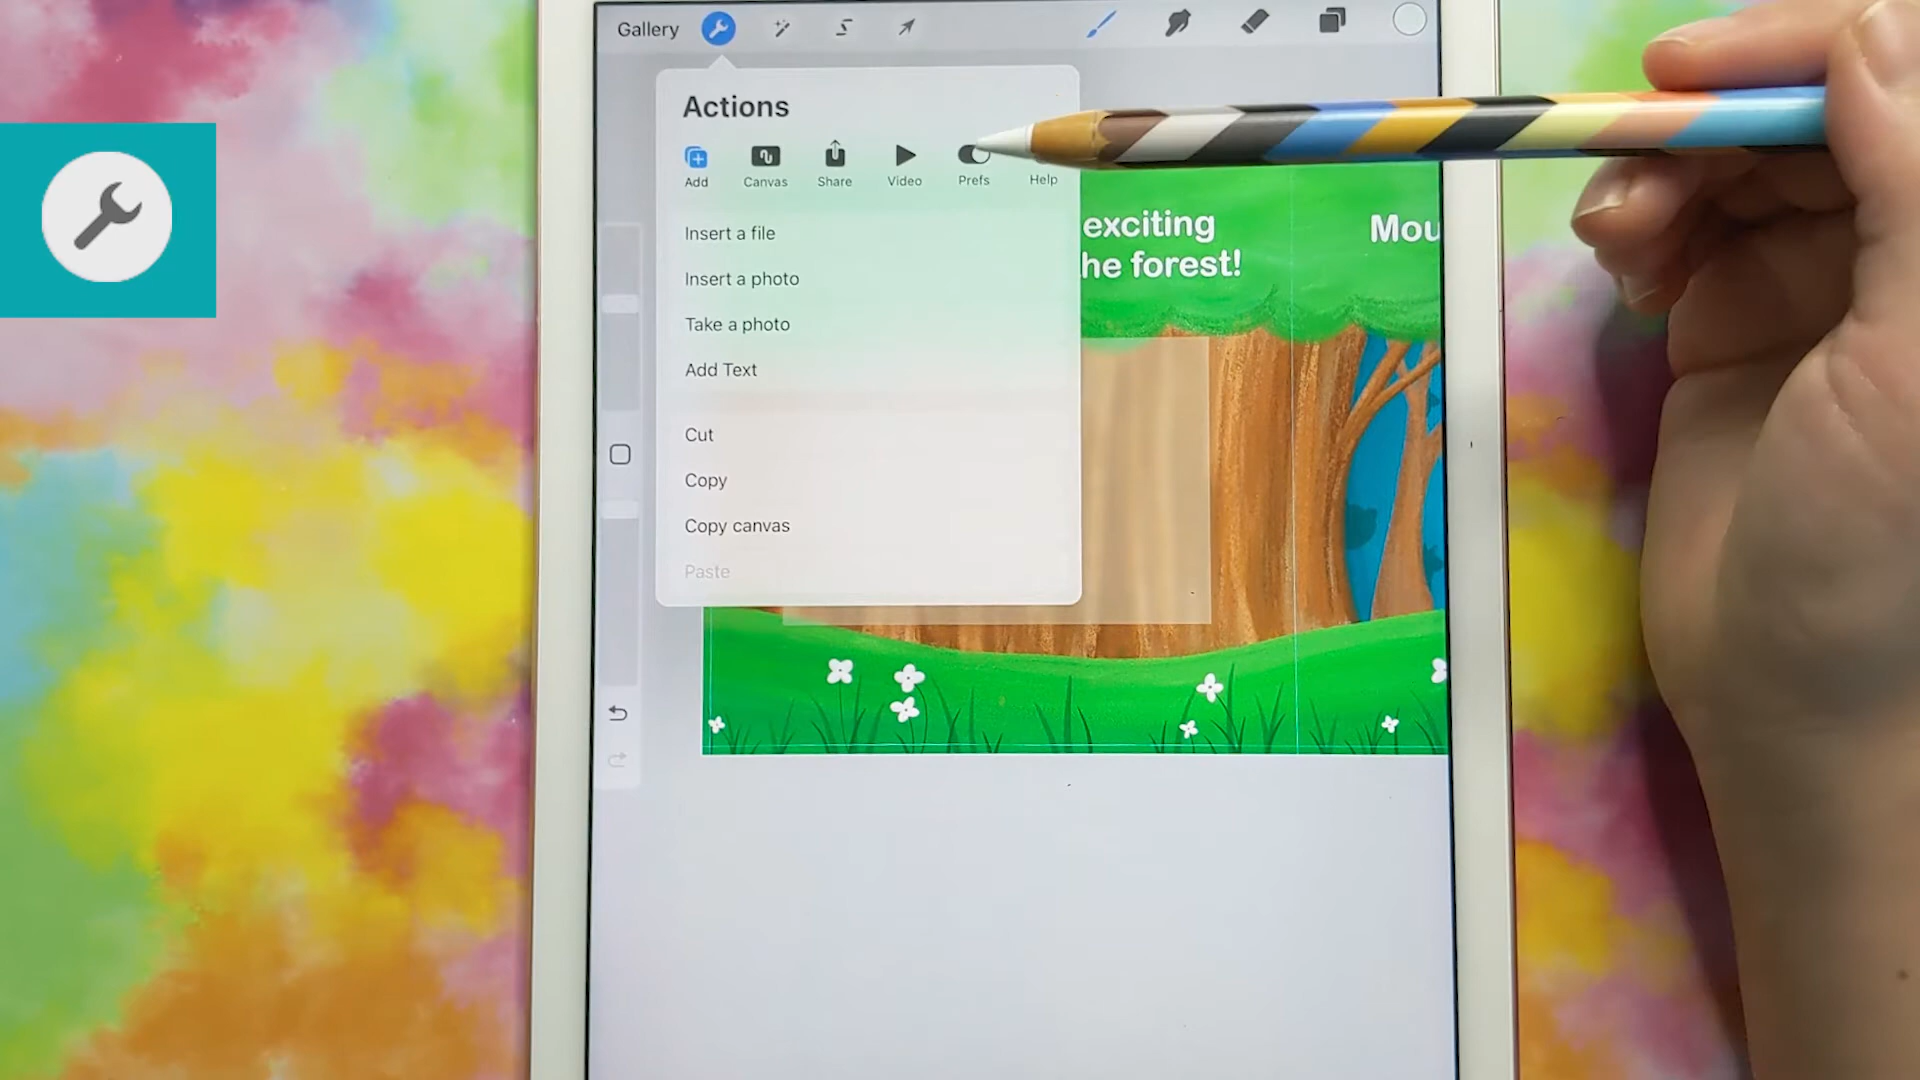 Gallery
Actions
Add Canvas Share Video Prefs Help
Insert a file
Insert a photo
Take a photo
Add Text
Cut
Copy
Copy canvas
Paste
exciting
he forest!
Mou